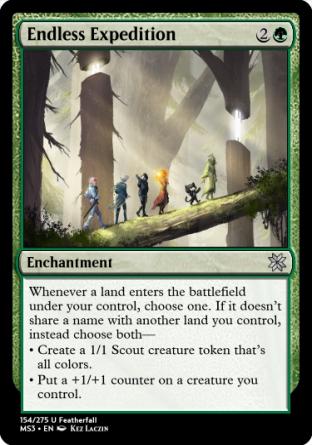 Endless Expedition 2
Enchantment
Whenever a land enters the battlefield
under your control, choose one. If it doesn't
share a name with another land you control,
instead choose both—
• Create a 1/1 Scout creature token that's
all colors.
• Put a +1/+1 counter on a creature you
control.
154/275 U Featherfall
MS3 • EN Kez Laczin